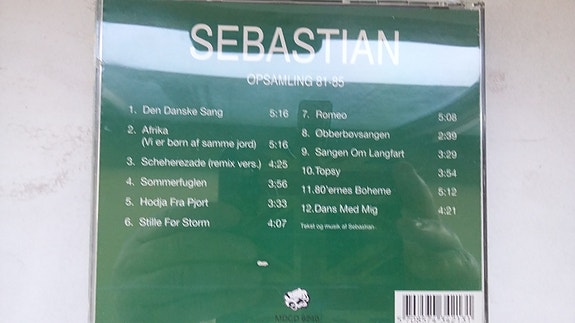 SEBASTIAN
OPSAMLING 81-85
1. Den Danske Sang 5:16
2. Afrika
(Vi er børn af samme jord) 5:16
3. Scheherezade (remix vers.) 4:25
4. Sommerfuglen 3:56
5. Hodja Fra Pjort 3:33
6. Stille Før Storm 4:07
7. Romeo 5:08
8. Øbberbovsangen 2:39
9. Sangen Om Langfart 3:29
10. Topsy 3:54
11. 80'ernes Boheme 5:12
12. Dans Med Mig 4:21
Tekst og musik af Sebastian